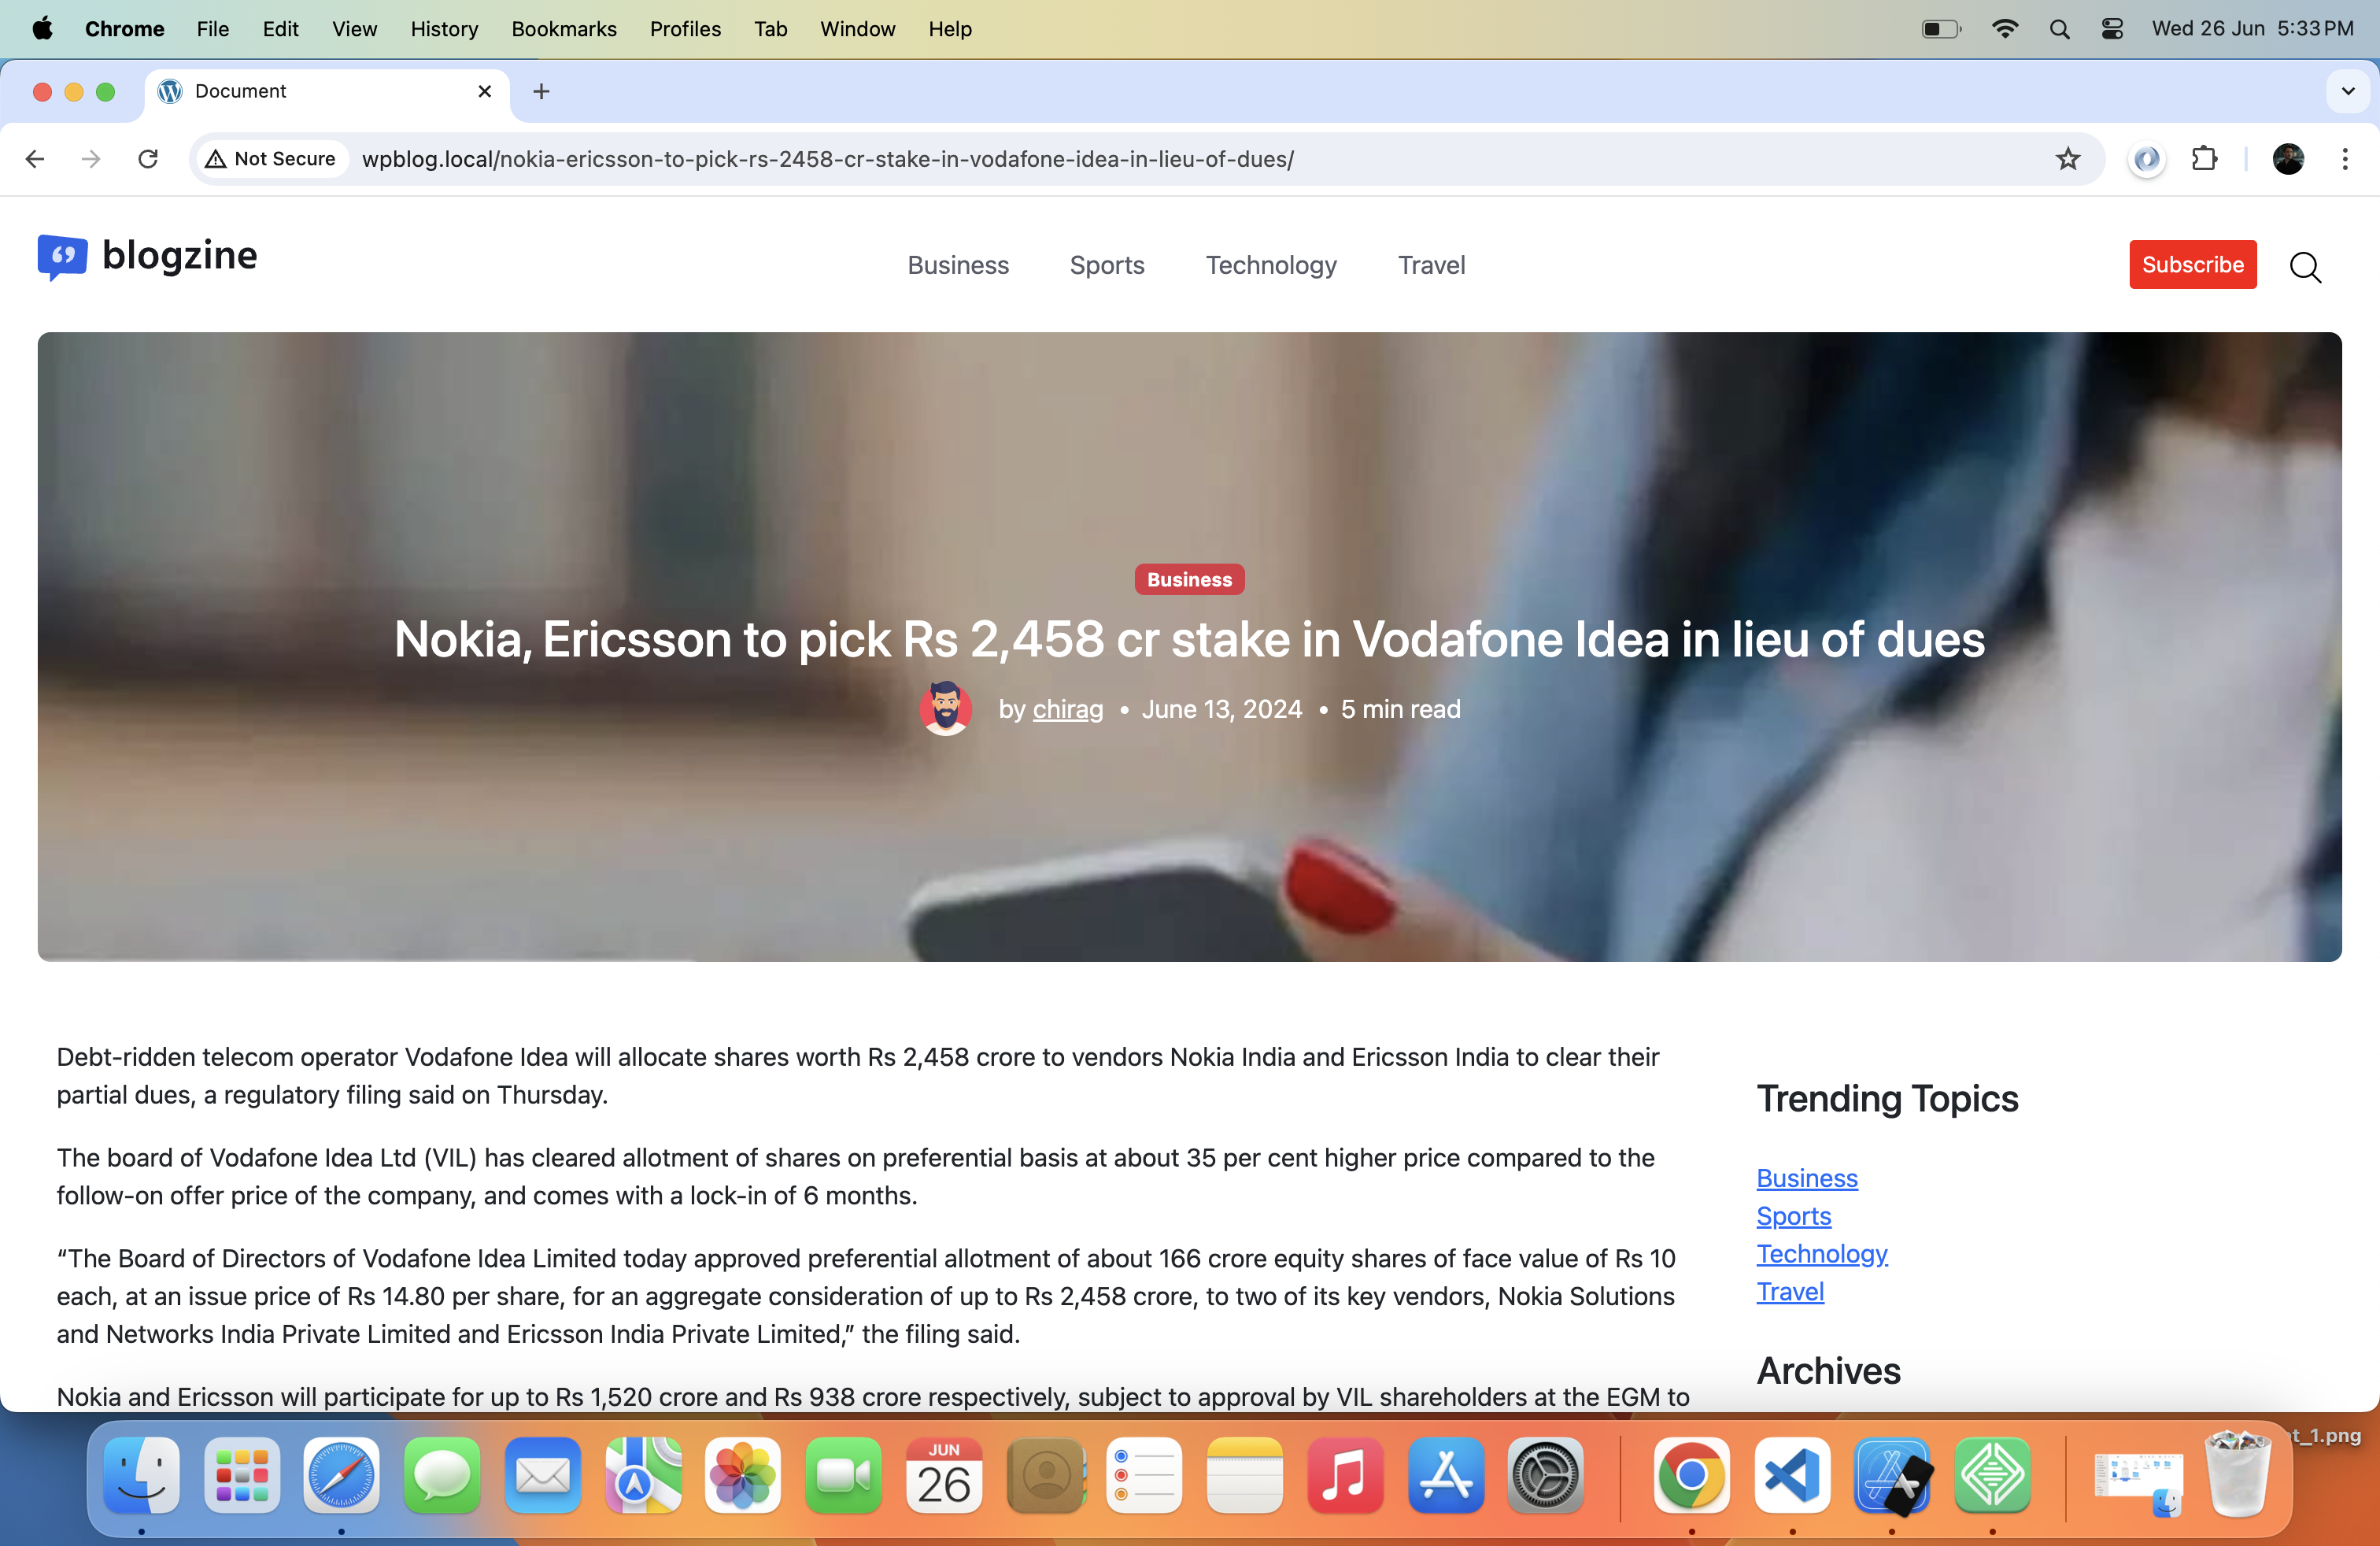 Chrome File Edit View History Bookmarks Profiles Tab Window Help Wed 26 Jun 5:33 PM
Document
Not Secure wpblog.local/nokia-ericsson-to-pick-rs-2458-cr-stake-in-vodafone-idea-in-lieu-of-dues/
blogzine Business Sports Technology Travel Subscribe
Business
Nokia, Ericsson to pick Rs 2,458 cr stake in Vodafone Idea in lieu of dues
by chirag • June 13, 2024 • 5 min read
Debt-ridden telecom operator Vodafone Idea will allocate shares worth Rs 2,458 crore to vendors Nokia India and Ericsson India to clear their
partial dues, a regulatory filing said on Thursday.
The board of Vodafone Idea Ltd (VIL) has cleared allotment of shares on preferential basis at about 35 per cent higher price compared to the
follow-on offer price of the company, and comes with a lock-in of 6 months.
“The Board of Directors of Vodafone Idea Limited today approved preferential allotment of about 166 crore equity shares of face value of Rs 10
each, at an issue price of Rs 14.80 per share, for an aggregate consideration of up to Rs 2,458 crore, to two of its key vendors, Nokia Solutions
and Networks India Private Limited and Ericsson India Private Limited,” the filing said.
Nokia and Ericsson will participate for up to Rs 1,520 crore and Rs 938 crore respectively, subject to approval by VIL shareholders at the EGM to
Trending Topics
Business
Sports
Technology
Travel
Archives
t_1.png
JUN
26